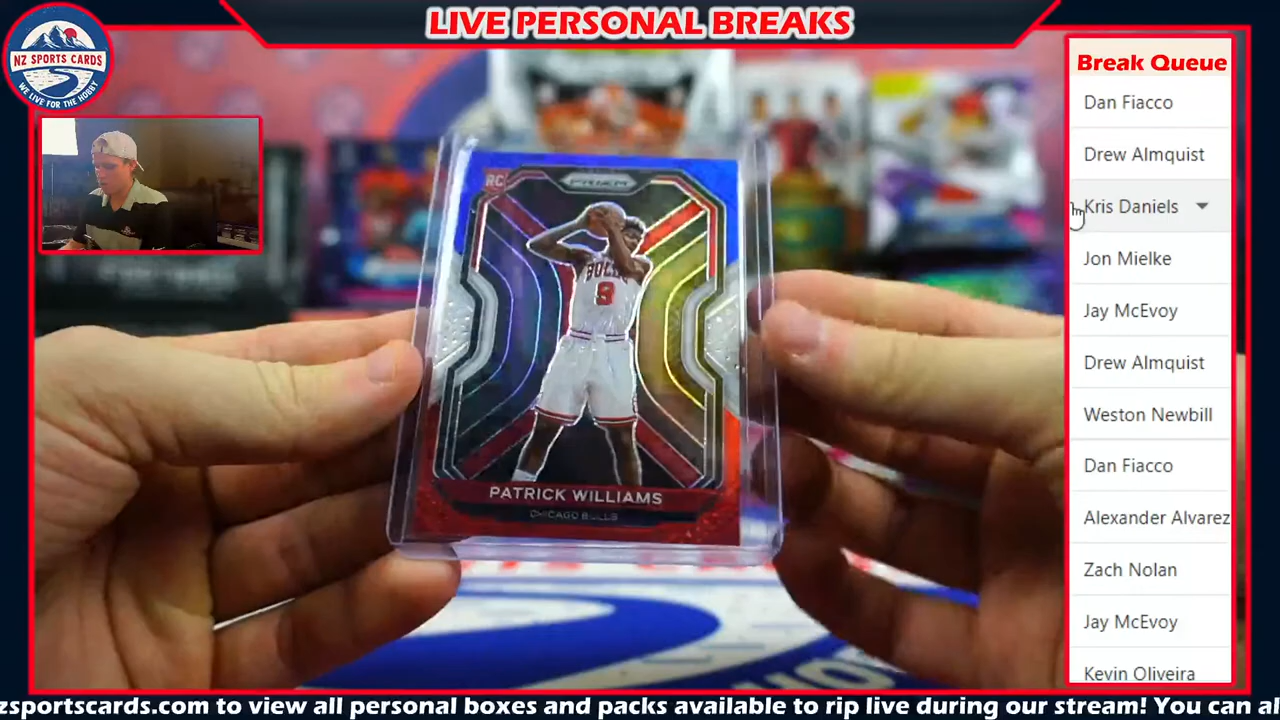 LIVE PERSONAL BREAKS
NZ SPORTS CARDS
WE LIVE FOR THE HOBBY
Break Queue
Dan Fiacco
Drew Almquist
Kris Daniels
Jon Mielke
Jay McEvoy
Drew Almquist
Weston Newbill
Dan Fiacco
Alexander Alvarez
Zach Nolan
Jay McEvoy
Kevin Oliveira
RC
PRIZM
BULLS
9
PATRICK WILLIAMS
CHICAGO BULLS
zsportscards.com to view all personal boxes and packs available to rip live during our stream! You can al